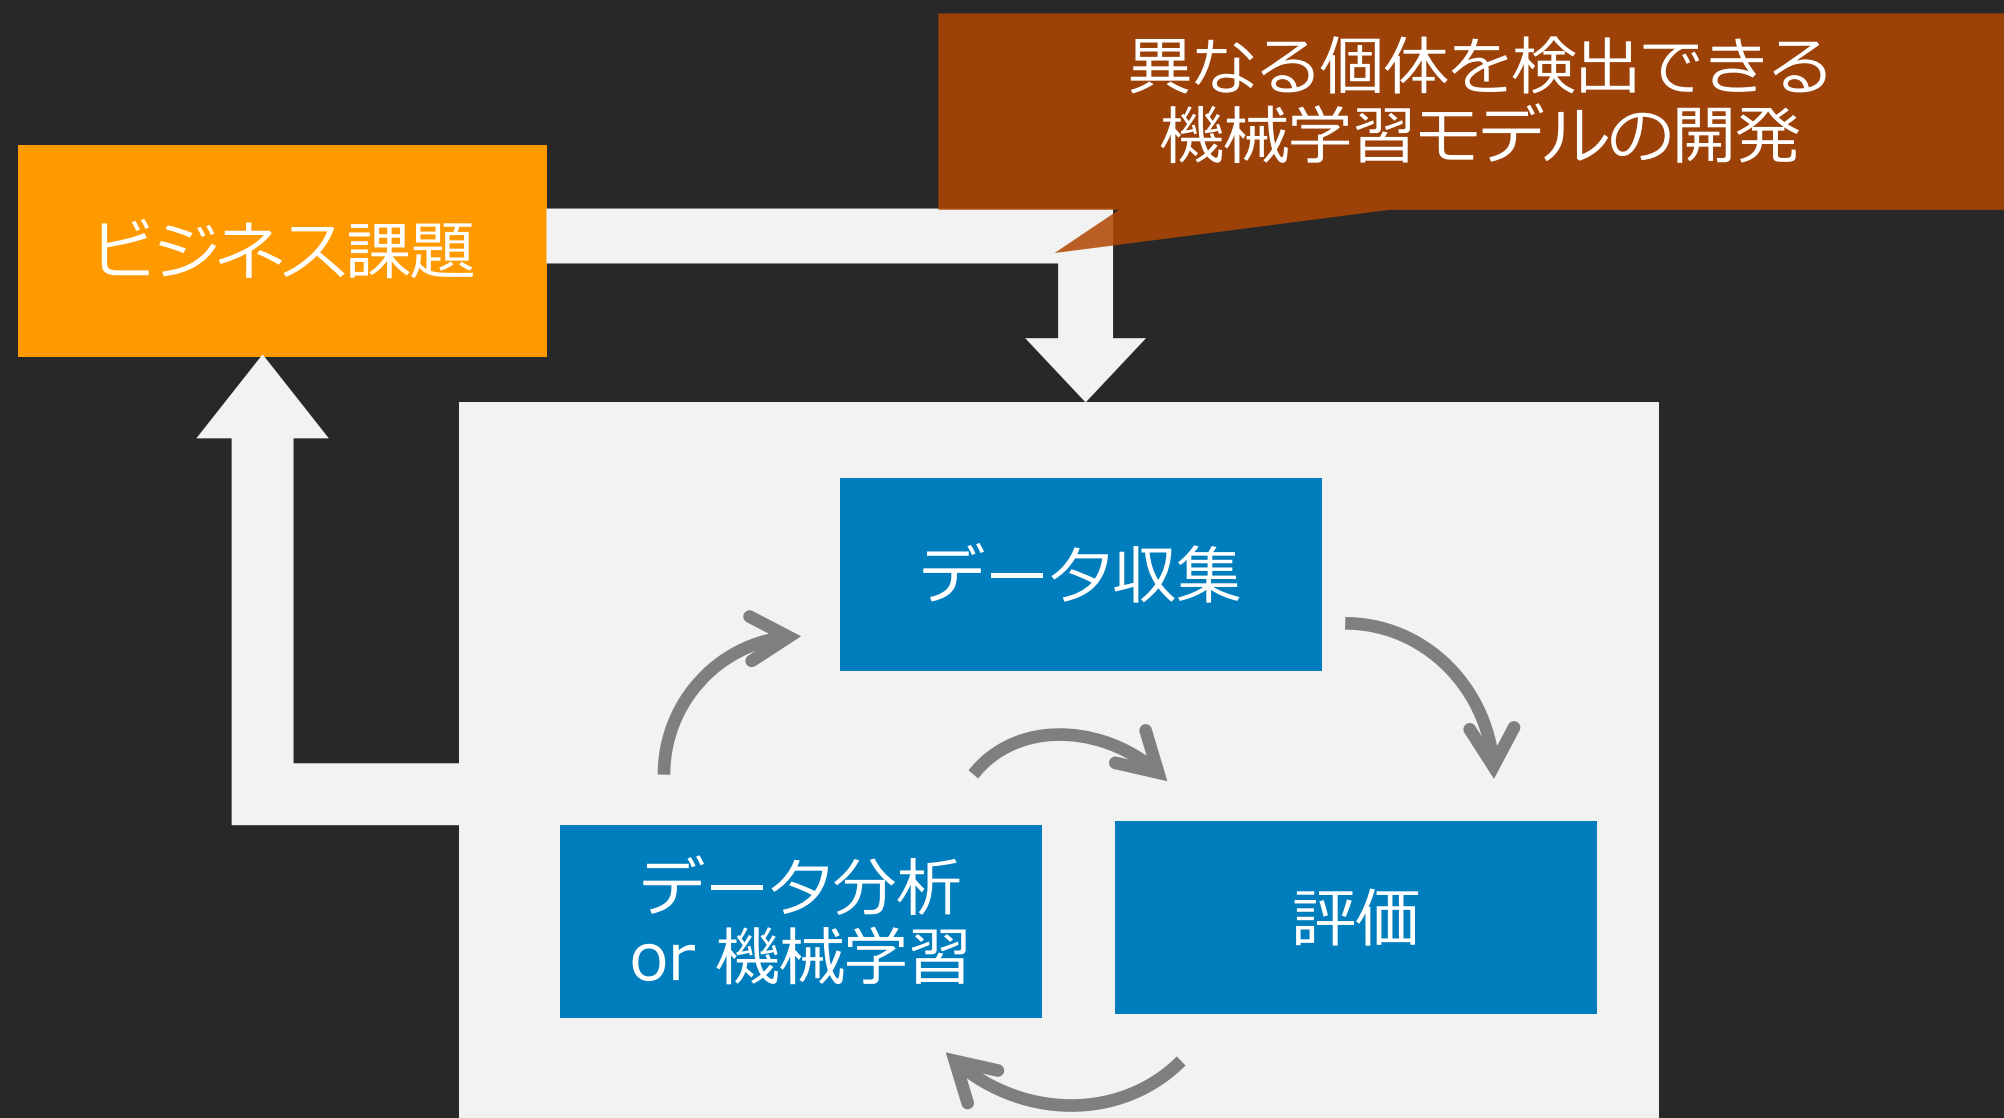 異なる個体を検出できる
機械学習モデルの開発
ビジネス課題
データ収集
データ分析
or 機械学習
評価